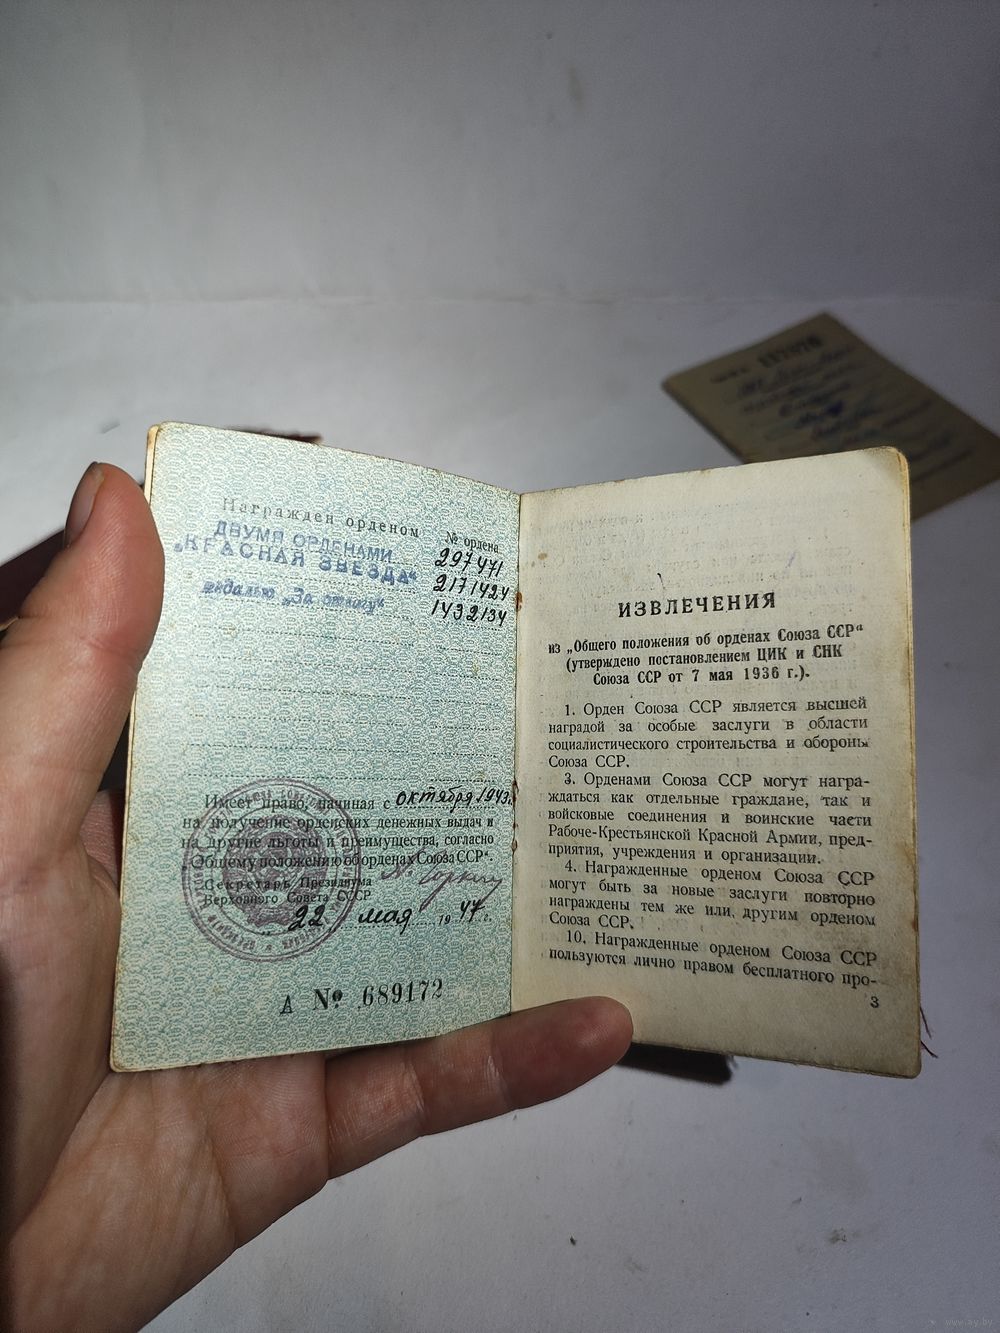 Награжден орденом
№ ордена
ДВУМЯ ОРДЕНАМИ
„КРАСНАЯ ЗВЕЗДА“
297471
2171424
медалью „За отвагу“
1432134
Имеет право, начиная с октября 1943г.
на получение орденских денежных выдач и
на другие льготы и преимущества, согласно
„Общему положению об орденах Союза ССР“.
Секретарь Президиума
Верховного Совета СССР
А. Горкин
22 мая 1947 г.
А № 689172
ИЗВЛЕЧЕНИЯ
из „Общего положения об орденах Союза ССР“
(утверждено постановлением ЦИК и СНК
Союза ССР от 7 мая 1936 г.).
1. Орден Союза ССР является высшей
наградой за особые заслуги в области
социалистического строительства и обороны
Союза ССР.
3. Орденами Союза ССР могут награ-
ждаться как отдельные граждане, так и
войсковые соединения и воинские части
Рабоче-Крестьянской Красной Армии, пред-
приятия, учреждения и организации.
4. Награжденные орденом Союза ССР
могут быть за новые заслуги повторно
награждены тем же или другим орденом
Союза ССР.
10. Награжденные орденом Союза ССР
пользуются лично правом бесплатного про-
3
www.ay.by